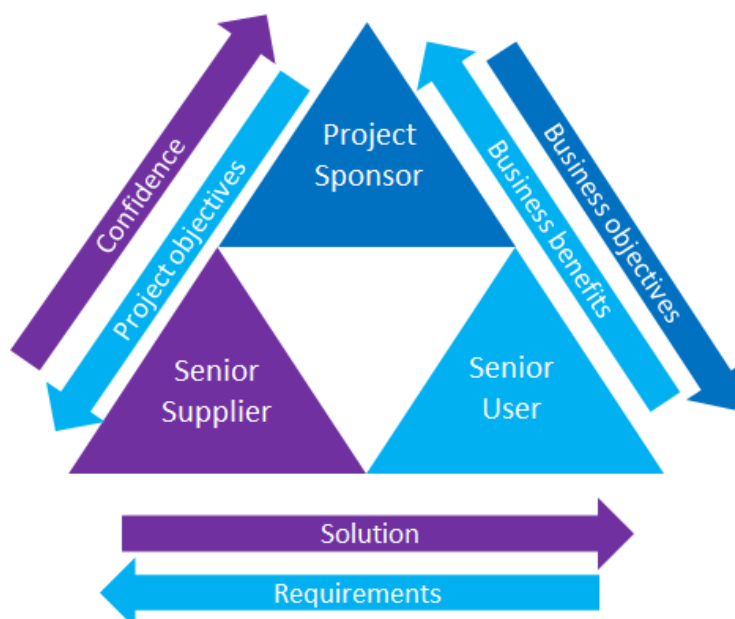 Project
Sponsor
Confidence
Project objectives
Business benefits
Business objectives
Senior
Supplier
Senior
User
Solution
Requirements